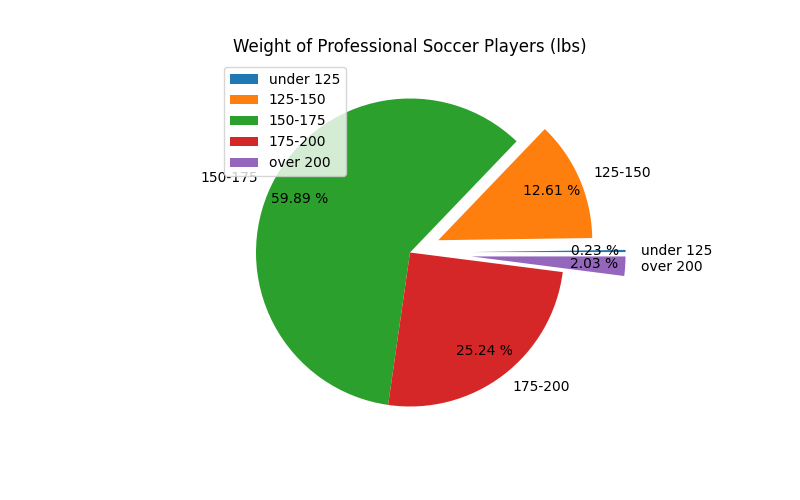 Weight of Professional Soccer Players (lbs)
under 125
125-150
150-175
175-200
over 200
150-175
59.89 %
125-150
12.61 %
0.23 %
under 125
2.03 %
over 200
25.24 %
175-200